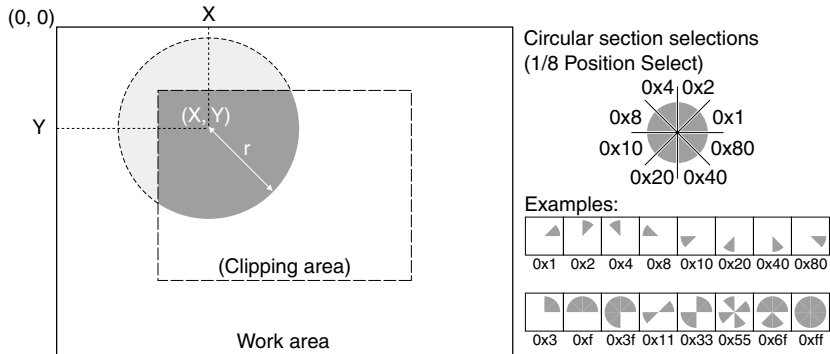 (0, 0)
X
Y
(X, Y)
r
(Clipping area)
Work area
Circular section selections
(1/8 Position Select)
0x4 0x2
0x8 0x1
0x10 0x80
0x20 0x40
Examples:
0x1 0x2 0x4 0x8 0x10 0x20 0x40 0x80
0x3 0xf 0x3f 0x11 0x33 0x55 0x6f 0xff